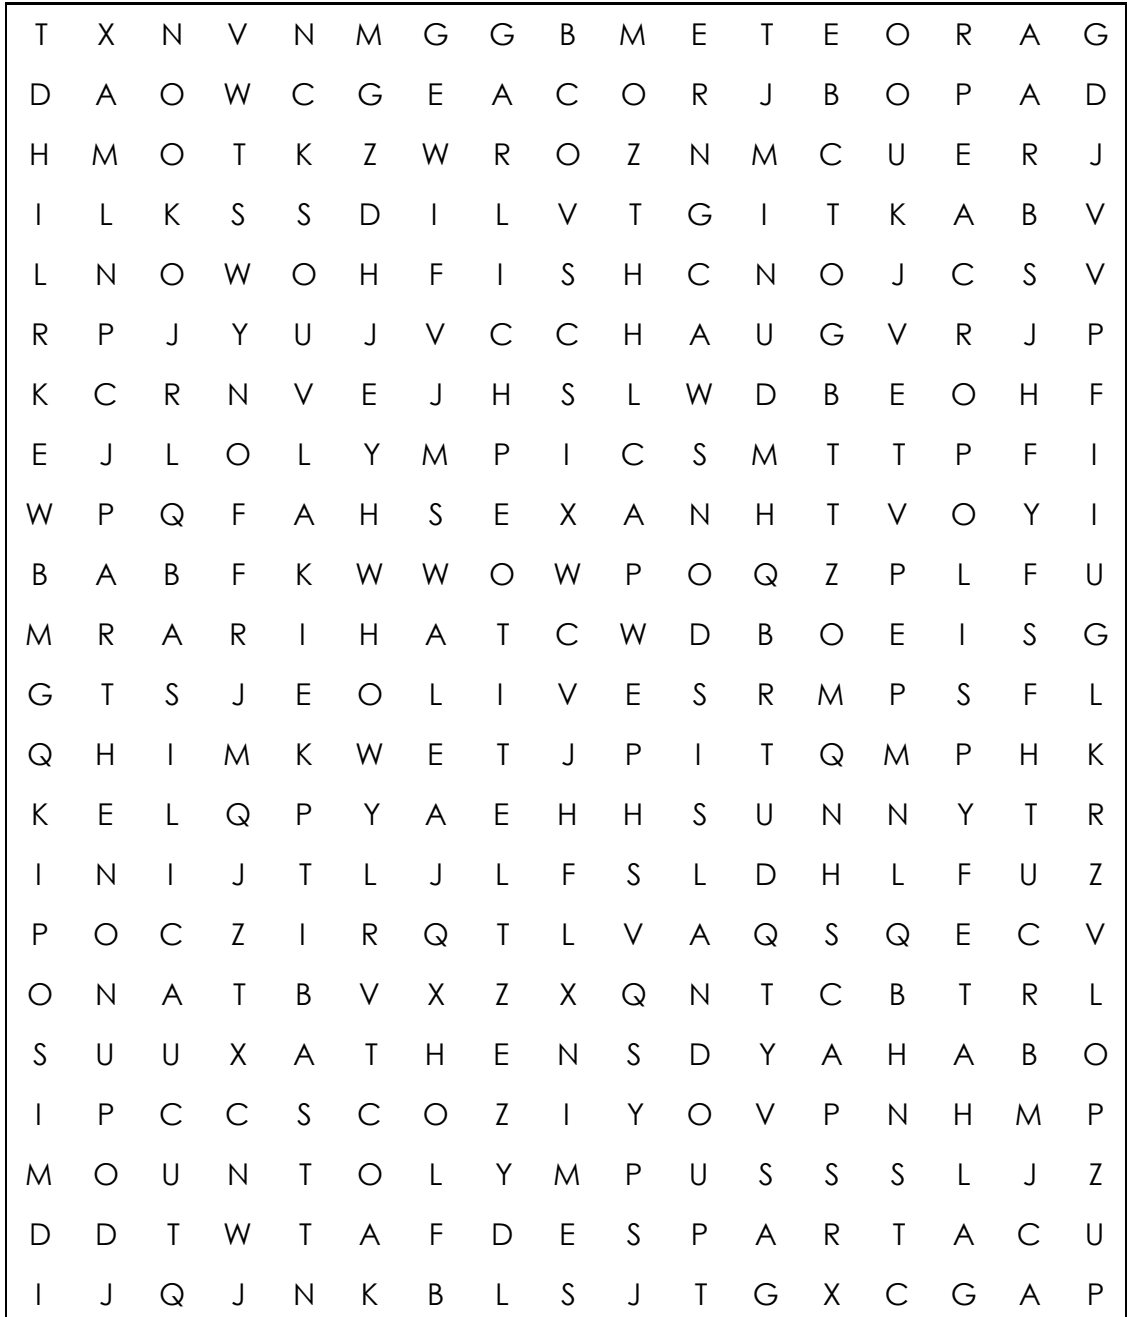 T X N V N M G G B M E T E O R A G
D A O W C G E A C O R J B O P A D
H M O T K Z W R O Z N M C U E R J
I L K S S D I L V T G I T K A B V
L N O W O H F I S H C N O J C S V
R P J Y U J V C C H A U G V R J P
K C R N V E J H S L W D B E O H F
E J L O L Y M P I C S M T T P F I
W P Q F A H S E X A N H T V O Y I
B A B F K W W O W P O Q Z P L F U
M R A R I H A T C W D B O E I S G
G T S J E O L I V E S R M P S F L
Q H I M K W E T J P I T Q M P H K
K E L Q P Y A E H H S U N N Y T R
I N I J T L J L F S L D H L F U Z
P O C Z I R Q T L V A Q S Q E C V
O N A T B V X Z X Q N T C B T R L
S U U X A T H E N S D Y A H A B O
I P C C S C O Z I Y O V P N H M P
M O U N T O L Y M P U S S S L J Z
D D T W T A F D E S P A R T A C U
I J Q J N K B L S J T G X C G A P